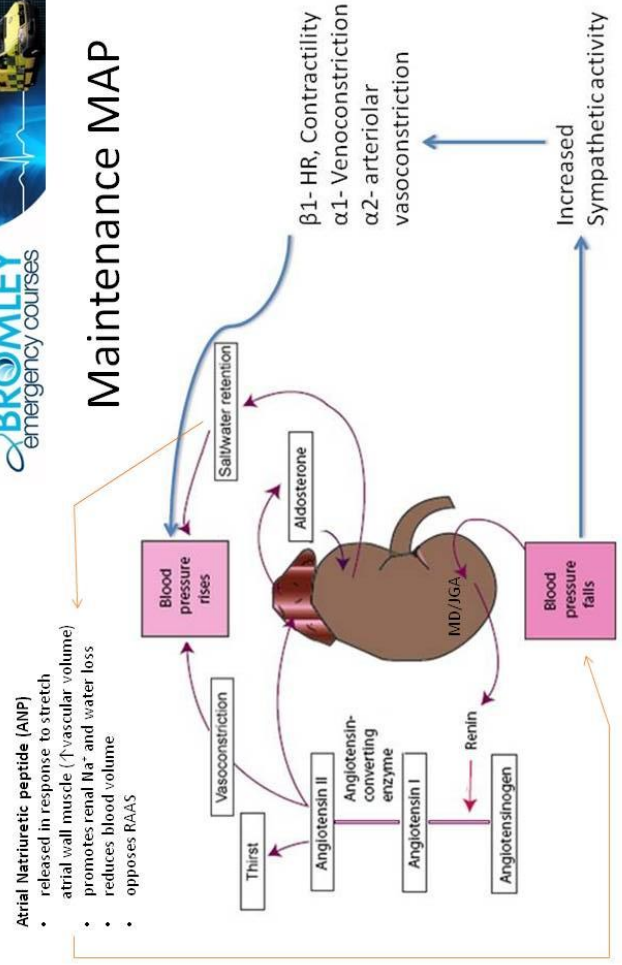 BROMLEY
emergency courses
Maintenance MAP
Atrial Natriuretic peptide (ANP)
• released in response to stretch
atrial wall muscle (↑vascular volume)
• promotes renal Na⁺ and water loss
• reduces blood volume
• opposes RAAS
Blood
pressure
rises
Salt/water retention
Vasoconstriction
Aldosterone
Thirst
Angiotensin II
Angiotensin-
converting
enzyme
Angiotensin I
Renin
Angiotensinogen
MD/JGA
Blood
pressure
falls
β1- HR, Contractility
α1- Venoconstriction
α2- arteriolar
vasoconstriction
Increased
Sympathetic activity